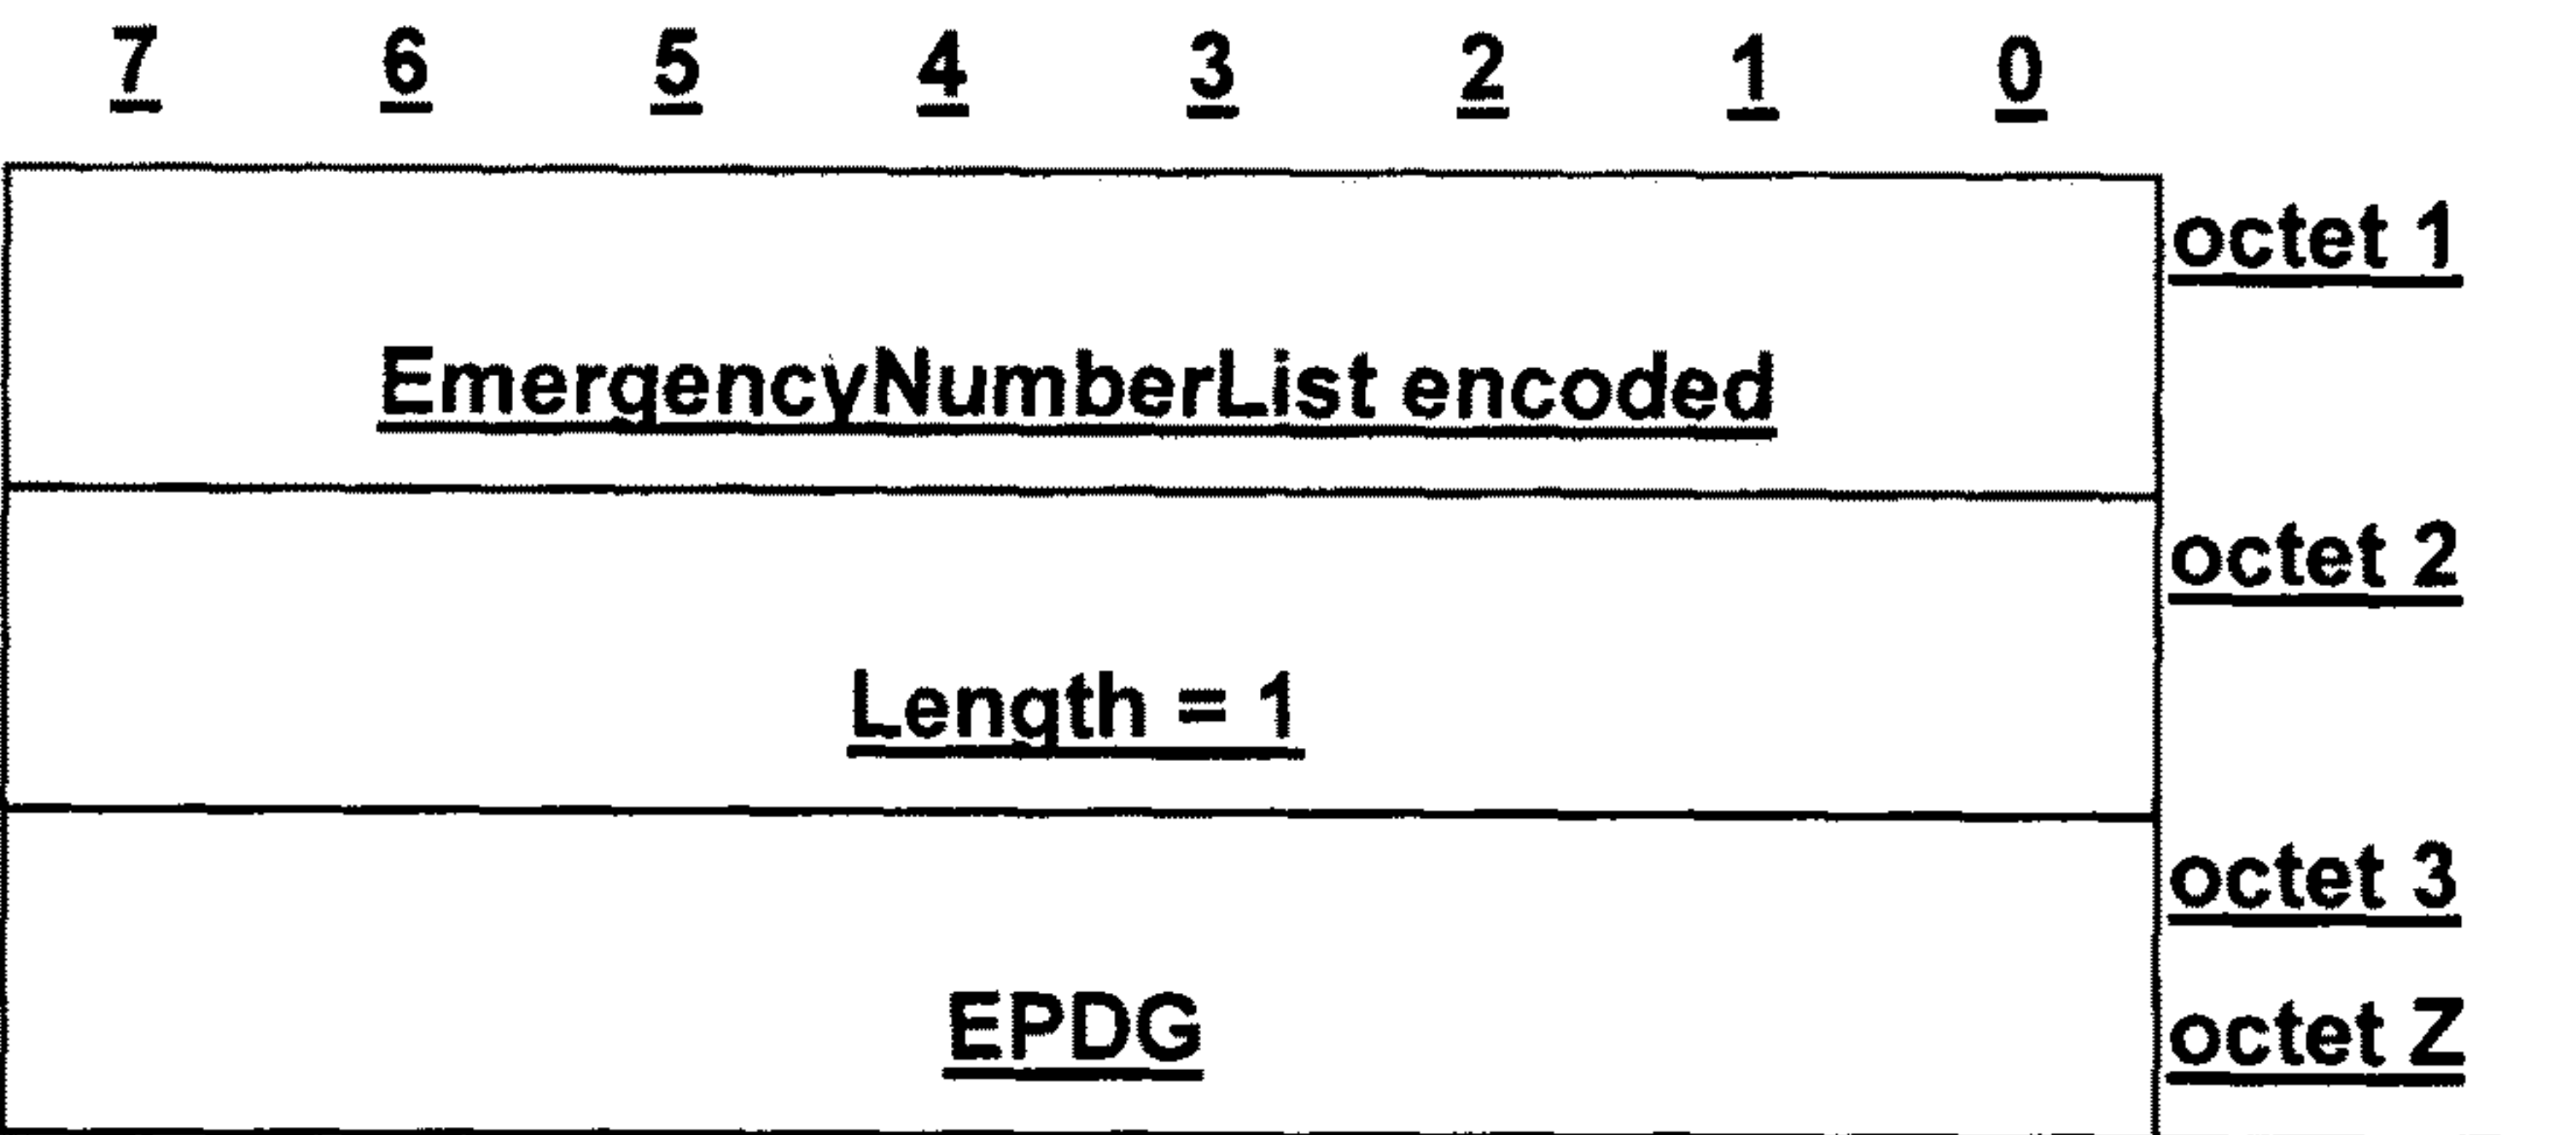 7 6 5 4 3 2 1 0
octet 1
EmergencyNumberList encoded
octet 2
Length = 1
octet 3
EPDG
octet Z